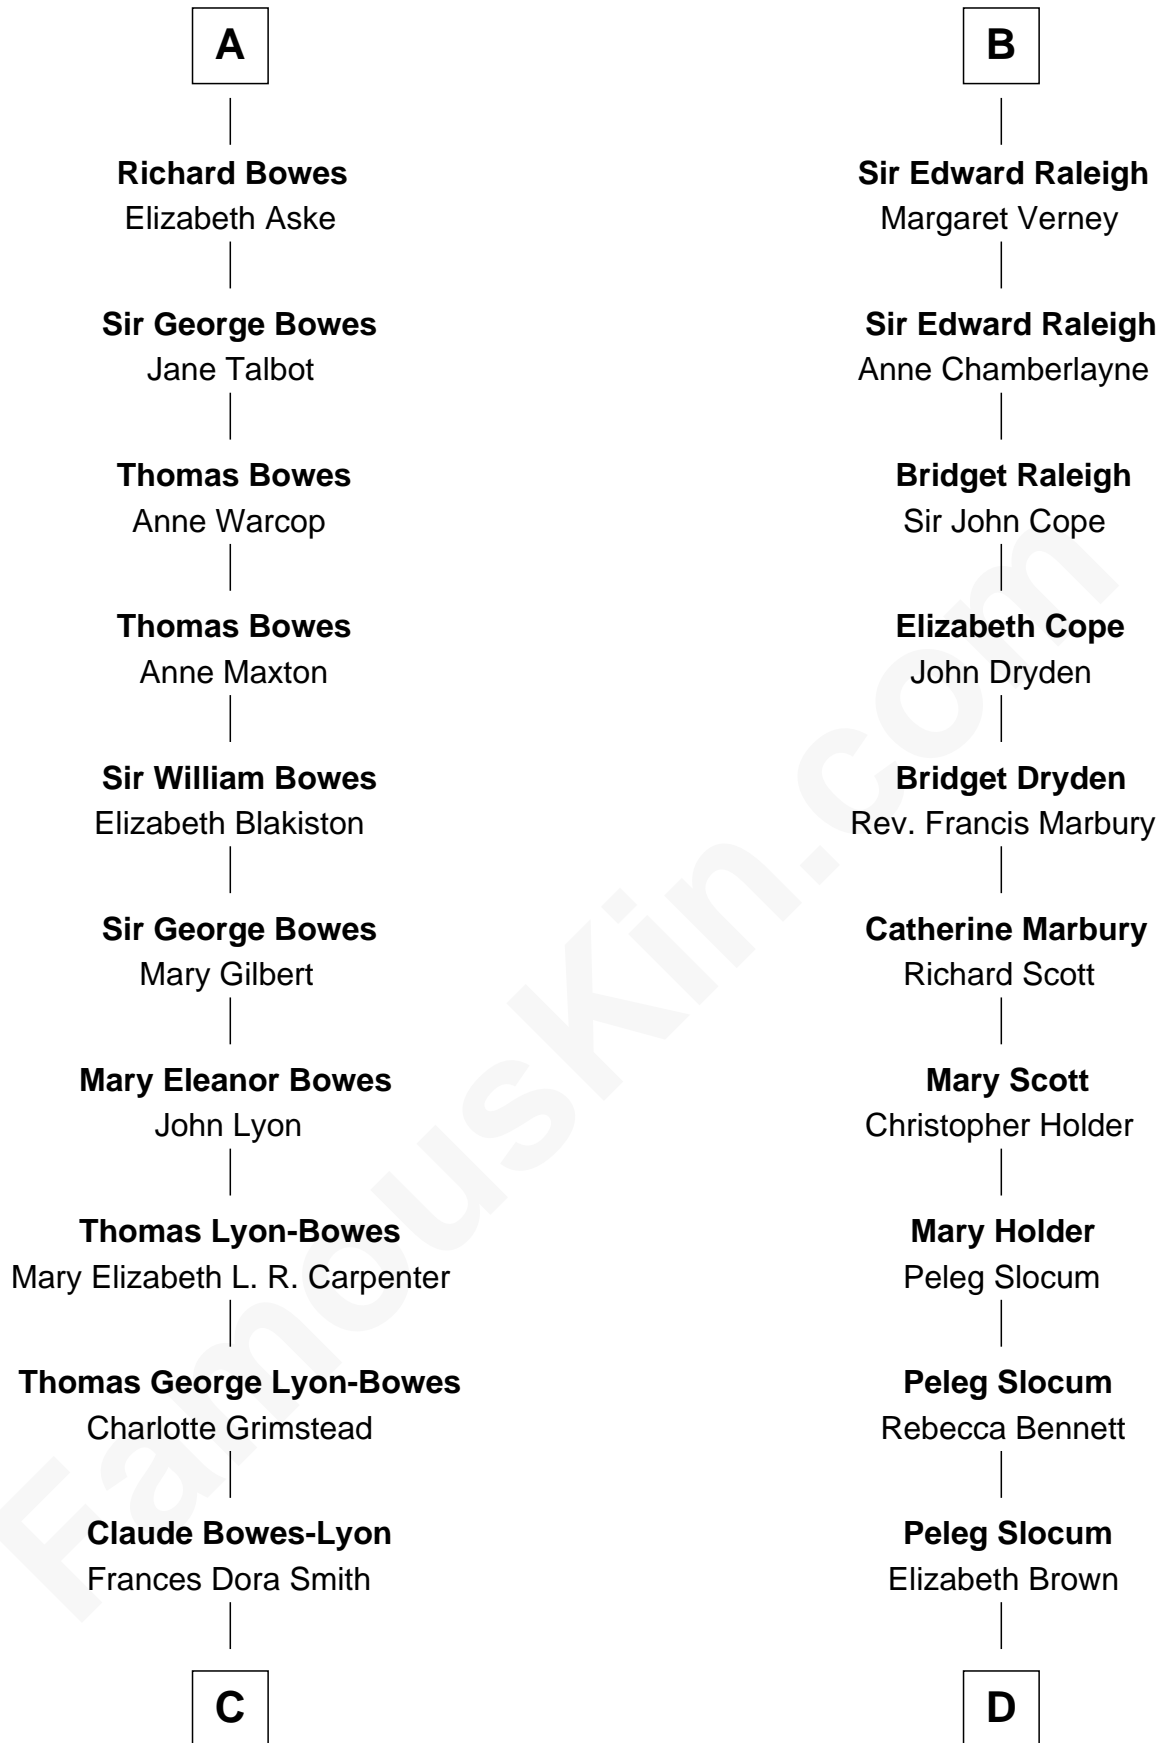 A
Richard Bowes
Elizabeth Aske
Sir George Bowes
Jane Talbot
Thomas Bowes
Anne Warcop
Thomas Bowes
Anne Maxton
Sir William Bowes
Elizabeth Blakiston
Sir George Bowes
Mary Gilbert
Mary Eleanor Bowes
John Lyon
Thomas Lyon-Bowes
Mary Elizabeth L. R. Carpenter
Thomas George Lyon-Bowes
Charlotte Grimstead
Claude Bowes-Lyon
Frances Dora Smith
C
B
Sir Edward Raleigh
Margaret Verney
Sir Edward Raleigh
Anne Chamberlayne
Bridget Raleigh
Sir John Cope
Elizabeth Cope
John Dryden
Bridget Dryden
Rev. Francis Marbury
Catherine Marbury
Richard Scott
Mary Scott
Christopher Holder
Mary Holder
Peleg Slocum
Peleg Slocum
Rebecca Bennett
Peleg Slocum
Elizabeth Brown
D
FamousKin.com